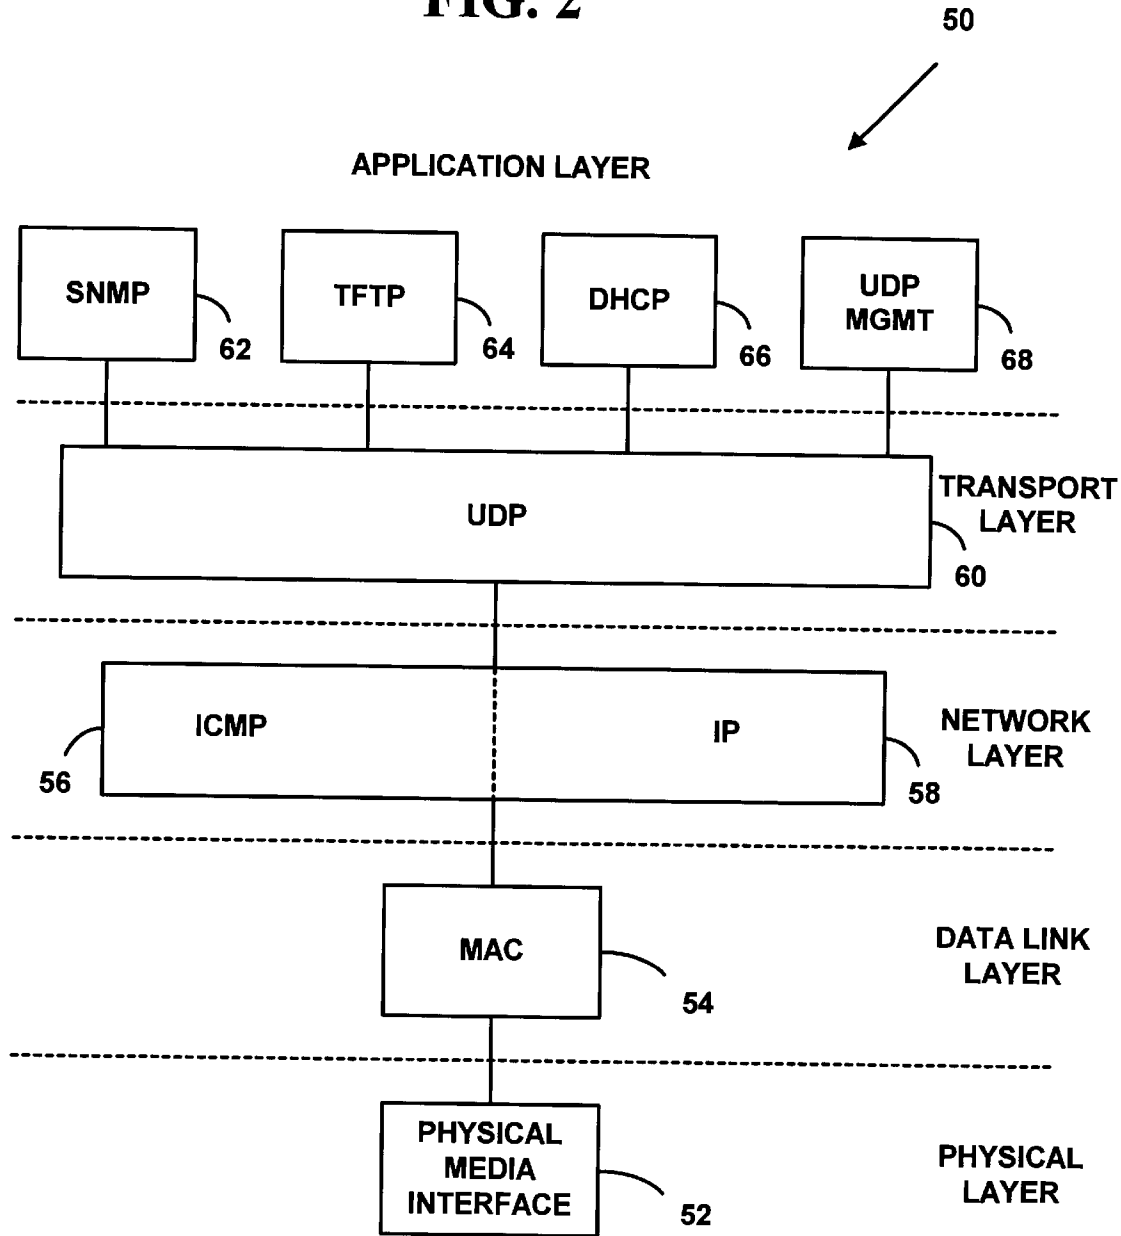 FIG. 2
50
APPLICATION LAYER
SNMP
TFTP
DHCP
UDP
MGMT
62
64
66
68
UDP
TRANSPORT
LAYER
60
ICMP
IP
NETWORK
LAYER
56
58
MAC
DATA LINK
LAYER
54
PHYSICAL
MEDIA
INTERFACE
PHYSICAL
LAYER
52